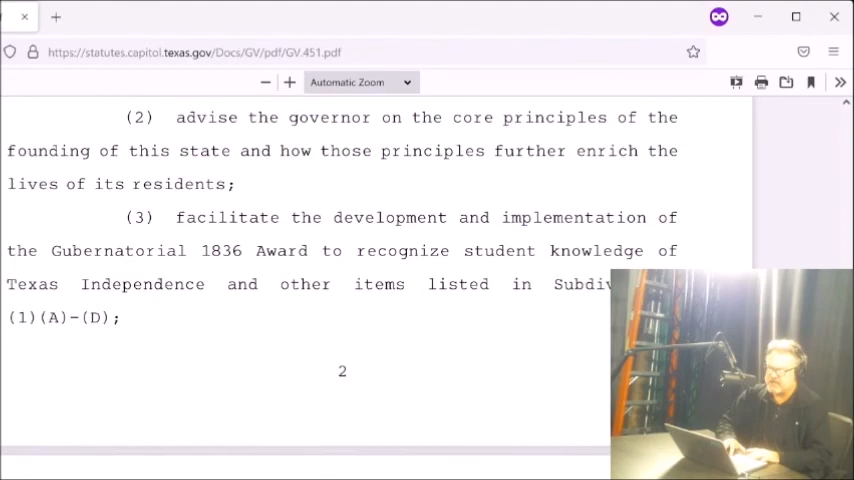 https://statutes.capitol.texas.gov/Docs/GV/pdf/GV.451.pdf
Automatic Zoom
(2) advise the governor on the core principles of the
founding of this state and how those principles further enrich the
lives of its residents;
(3) facilitate the development and implementation of
the Gubernatorial 1836 Award to recognize student knowledge of
Texas Independence and other items listed in
(1)(A)-(D);
2